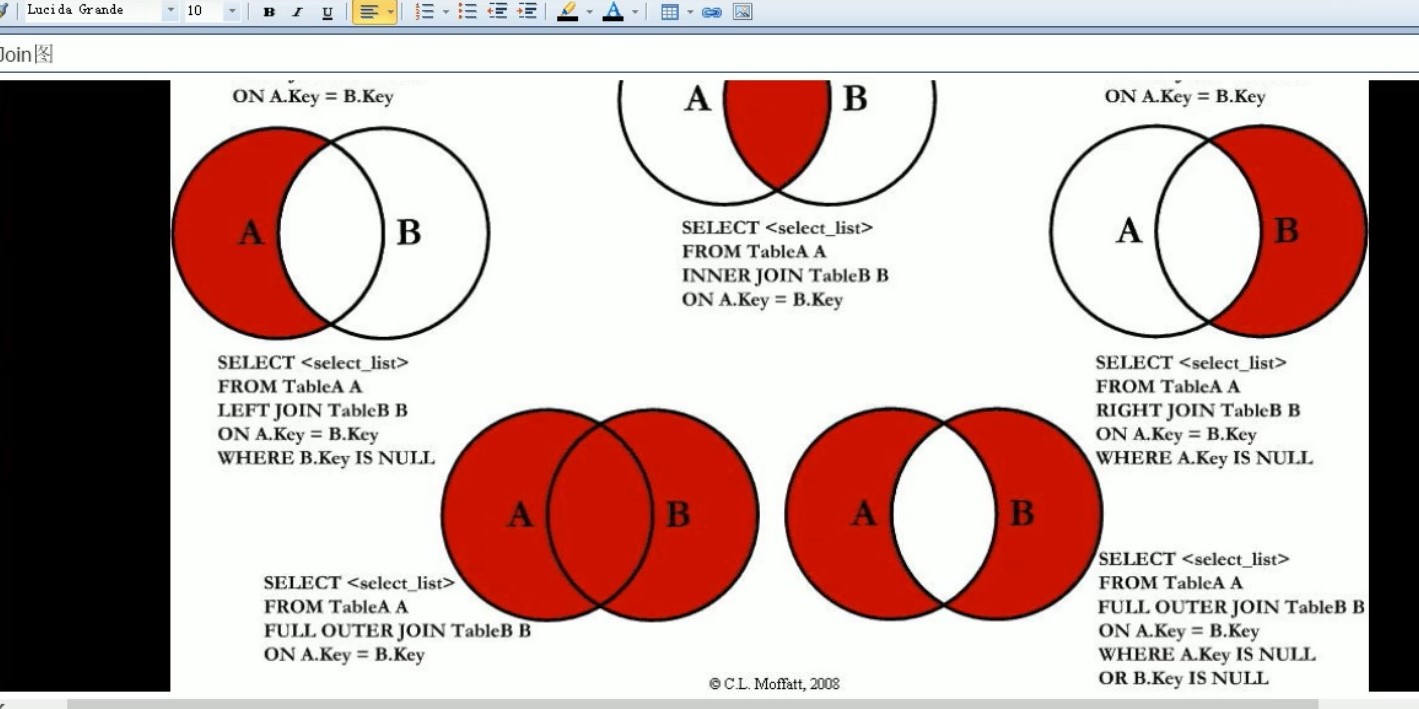 Lucida Grande 10 B I U
Join图
ON A.Key = B.Key
A B
ON A.Key = B.Key
A B
SELECT <select_list>
FROM TableA A
INNER JOIN TableB B
ON A.Key = B.Key
A B
SELECT <select_list>
FROM TableA A
LEFT JOIN TableB B
ON A.Key = B.Key
WHERE B.Key IS NULL
SELECT <select_list>
FROM TableA A
RIGHT JOIN TableB B
ON A.Key = B.Key
WHERE A.Key IS NULL
A B
A B
SELECT <select_list>
FROM TableA A
FULL OUTER JOIN TableB B
ON A.Key = B.Key
SELECT <select_list>
FROM TableA A
FULL OUTER JOIN TableB B
ON A.Key = B.Key
WHERE A.Key IS NULL
OR B.Key IS NULL
© C.L. Moffatt, 2008